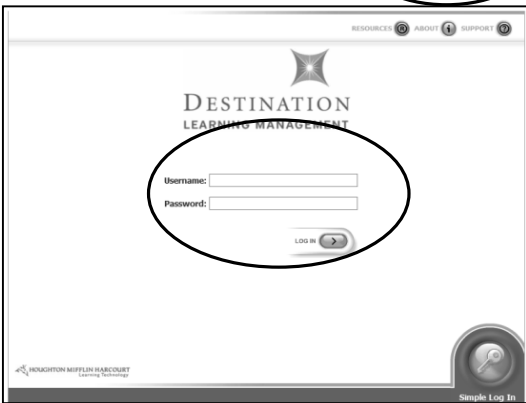 RESOURCES ABOUT SUPPORT
DESTINATION
LEARNING MANAGEMENT
Username:
Password:
LOG IN
HOUGHTON MIFFLIN HARCOURT
Learning Technology
Simple Log In